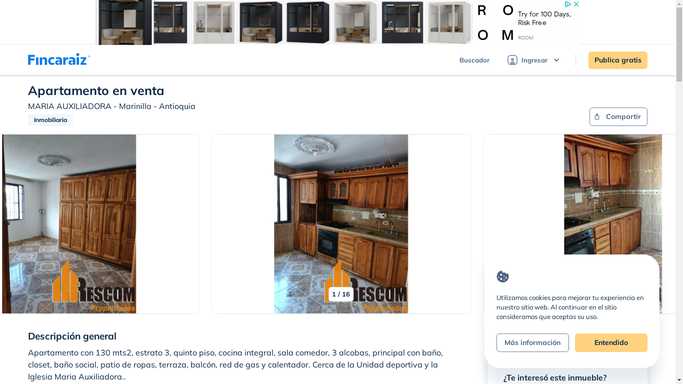 R O
O M
Try for 100 Days,
Risk Free
ROOM
Fincaraiz
Buscador
Ingresar
Publica gratis
Apartamento en venta
MARIA AUXILIADORA - Marinilla - Antioquia
Inmobiliaria
Compartir
RESCOM
RESCOM
1 / 16
Descripción general
Apartamento con 130 mts2, estrato 3, quinto piso, cocina integral, sala comedor, 3 alcobas, principal con baño,
closet, baño social, patio de ropas, terraza, balcón, red de gas y calentador. Cerca de la Unidad deportiva y la
Iglesia Maria Auxiliadora..
Utilizamos cookies para mejorar tu experiencia en
nuestro sitio web. Al continuar en el sitio
consideramos que aceptas su uso.
Más información
Entendido
¿Te interesó este inmueble?